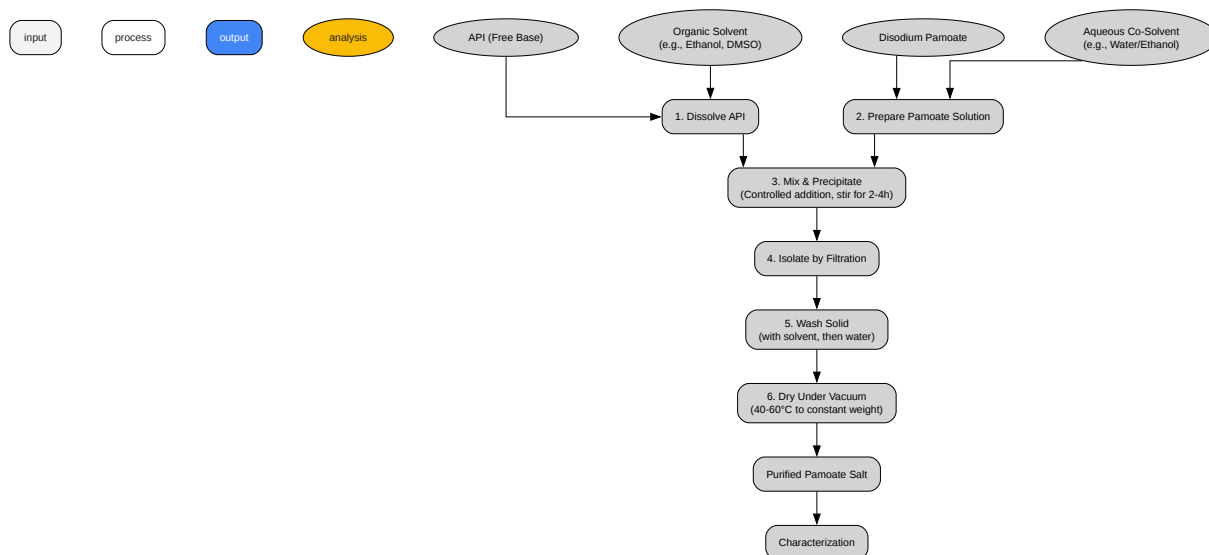 input
process
output
analysis
API (Free Base)
Organic Solvent
(e.g., Ethanol, DMSO)
Disodium Pamoate
Aqueous Co-Solvent
(e.g., Water/Ethanol)
1. Dissolve API
2. Prepare Pamoate Solution
3. Mix & Precipitate
(Controlled addition, stir for 2-4h)
4. Isolate by Filtration
5. Wash Solid
(with solvent, then water)
6. Dry Under Vacuum
(40-60°C to constant weight)
Purified Pamoate Salt
Characterization